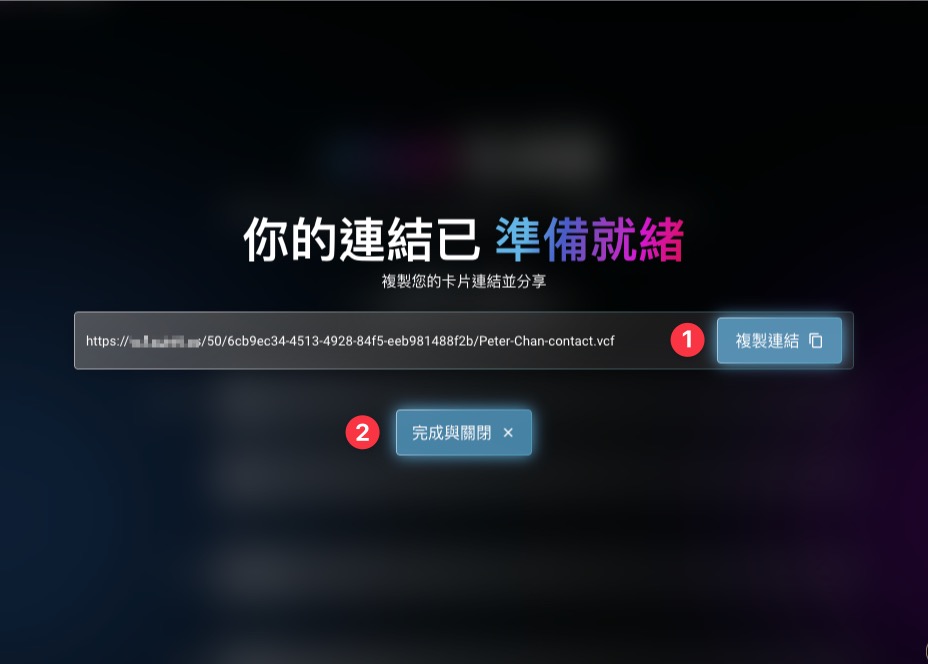 你的連結已 準備就緒
複製您的卡片連結並分享
https:// /50/6cb9ec34-4513-4928-84f5-eeb981488f2b/Peter-Chan-contact.vcf
1
複製連結
2
完成與關閉 ×